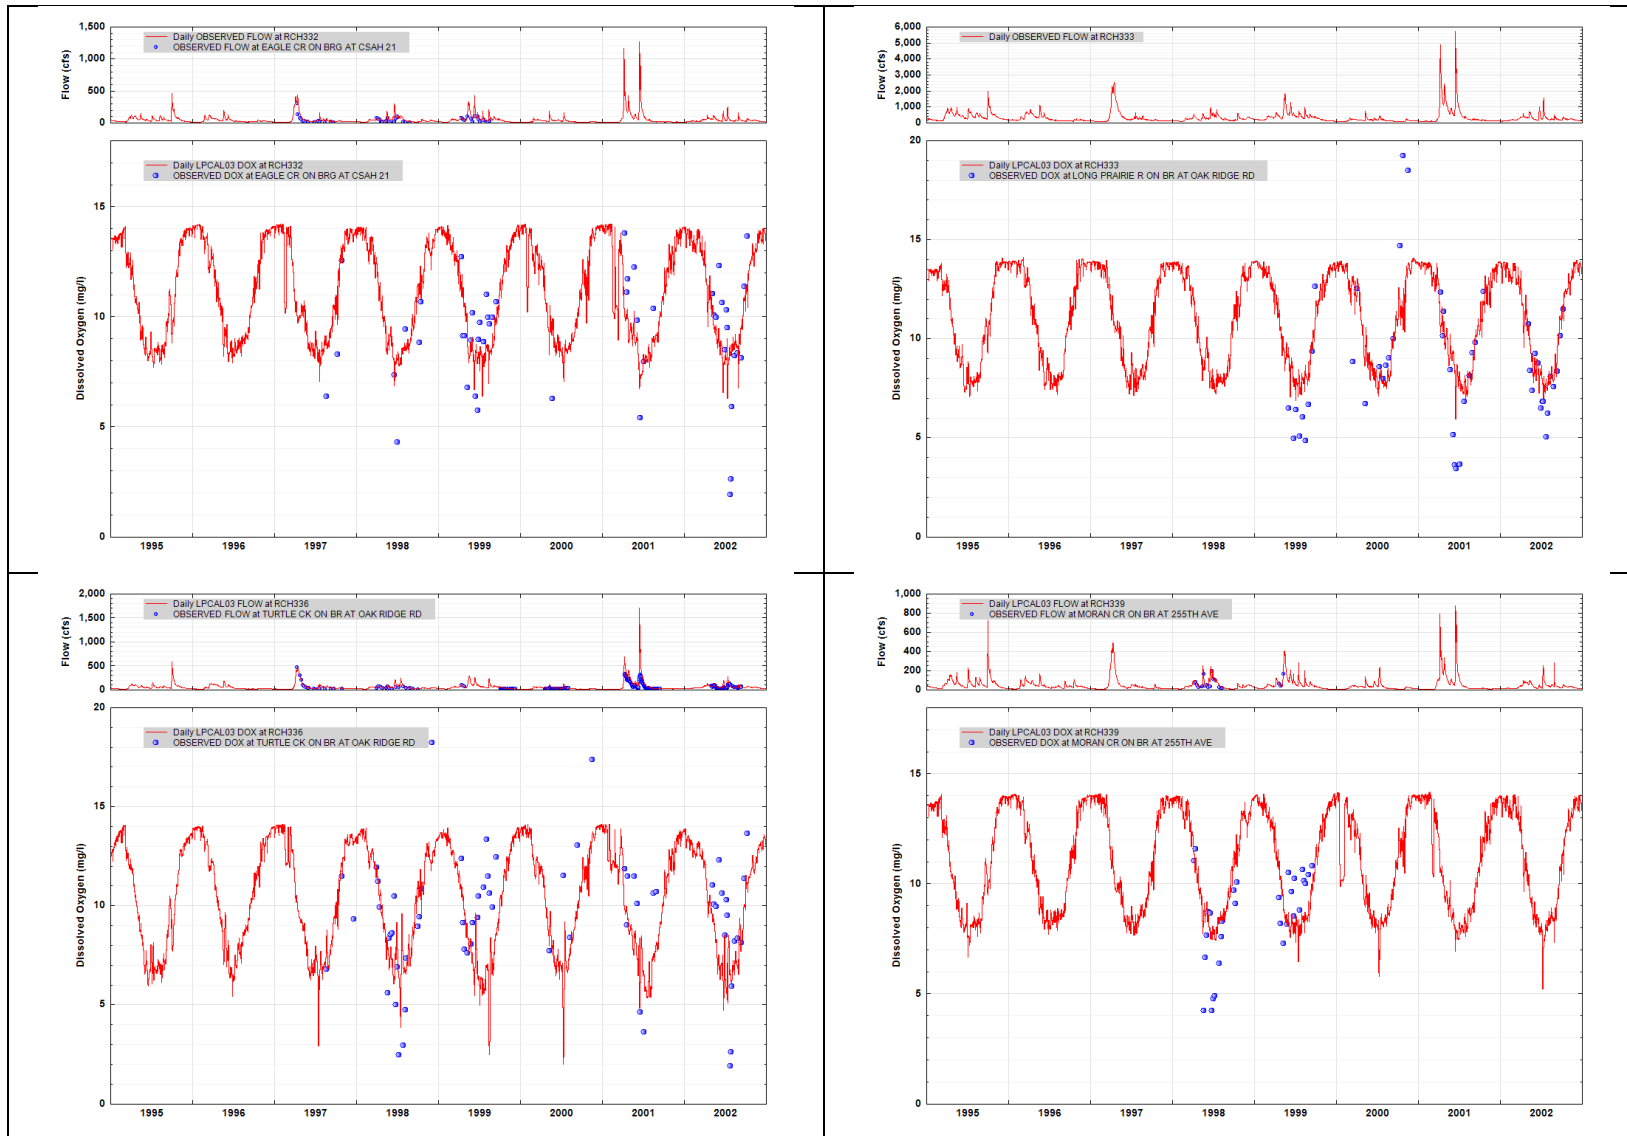 1,500
1,000
500
0
Flow (cfs)
Daily OBSERVED FLOW at RCH332
OBSERVED FLOW at EAGLE CR ON BRG AT CSAH 21
15
10
5
0
Dissolved Oxygen (mg/l)
Daily LPCAL03 DOX at RCH332
OBSERVED DOX at EAGLE CR ON BRG AT CSAH 21
1995 1996 1997 1998 1999 2000 2001 2002
6,000
5,000
4,000
3,000
2,000
1,000
0
Flow (cfs)
Daily OBSERVED FLOW at RCH333
20
15
10
5
0
Dissolved Oxygen (mg/l)
Daily LPCAL03 DOX at RCH333
OBSERVED DOX at LONG PRAIRIE R ON BR AT OAK RIDGE RD
1995 1996 1997 1998 1999 2000 2001 2002
2,000
1,500
1,000
500
0
Flow (cfs)
Daily LPCAL03 FLOW at RCH336
OBSERVED FLOW at TURTLE CK ON BR AT OAK RIDGE RD
20
15
10
5
0
Dissolved Oxygen (mg/l)
Daily LPCAL03 DOX at RCH336
OBSERVED DOX at TURTLE CK ON BR AT OAK RIDGE RD
1995 1996 1997 1998 1999 2000 2001 2002
1,000
800
600
400
200
0
Flow (cfs)
Daily LPCAL03 FLOW at RCH339
OBSERVED FLOW at MORAN CR ON BR AT 255TH AVE
15
10
5
0
Dissolved Oxygen (mg/l)
Daily LPCAL03 DOX at RCH339
OBSERVED DOX at MORAN CR ON BR AT 255TH AVE
1995 1996 1997 1998 1999 2000 2001 2002